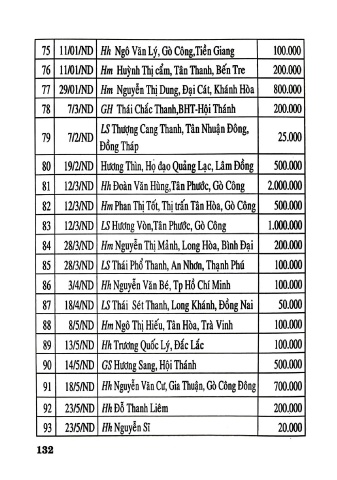 75 11/01/ND Hh Ngô Văn Lý, Gò Công,Tiền Giang 100.000
76 11/01/ND Hm Huỳnh Thị cẩm, Tân Thanh, Bến Tre 200.000
77 29/01/ND Hm Nguyễn Thị Dung, Đại Cát, Khánh Hòa 800.000
78 7/3/ND GH Thái Chắc Thanh,BHT-Hội Thánh 200.000
79 7/2/ND LS Thượng Cang Thanh, Tân Nhuận Đông, 25.000
Đồng Tháp
80 19/2/ND Hương Thìn, Họ đạo Quảng Lạc, Lâm Đồng 500.000
81 12/3/ND Hh Đoàn Văn Hùng,Tân Phước, Gò Công 2.000.000
82 12/3/ND Hm Phan Thị Tốt, Thị trấn Tân Hòa, Gò Công 500.000
83 12/3/ND LS Hương Vòn,Tân Phước, Gò Công 1.000.000
84 28/3/ND Hm Nguyễn Thị Mảnh, Long Hòa, Bình Đại 200.000
85 28/3/ND LS Thái Phổ Thanh, An Nhơn, Thạnh Phú 100.000
86 3/4/ND Hh Nguyễn Văn Bé, Tp Hồ Chí Minh 100.000
87 18/4/ND LS Thái Sét Thanh, Long Khánh, Đồng Nai 50.000
88 8/5/ND Hm Ngô Thị Hiếu, Tân Hòa, Trà Vinh 100.000
89 13/5/ND Hh Trương Quốc Lý, Đắc Lắc 100.000
90 14/5/ND GS Hương Sang, Hội Thánh 500.000
91 18/5/ND Hh Nguyễn Văn Cư, Gia Thuận, Gò Công Đông 700.000
92 23/5/ND Hh Đỗ Thanh Liêm 200.000
93 23/5/ND Hh Nguyễn Sĩ 20.000
132